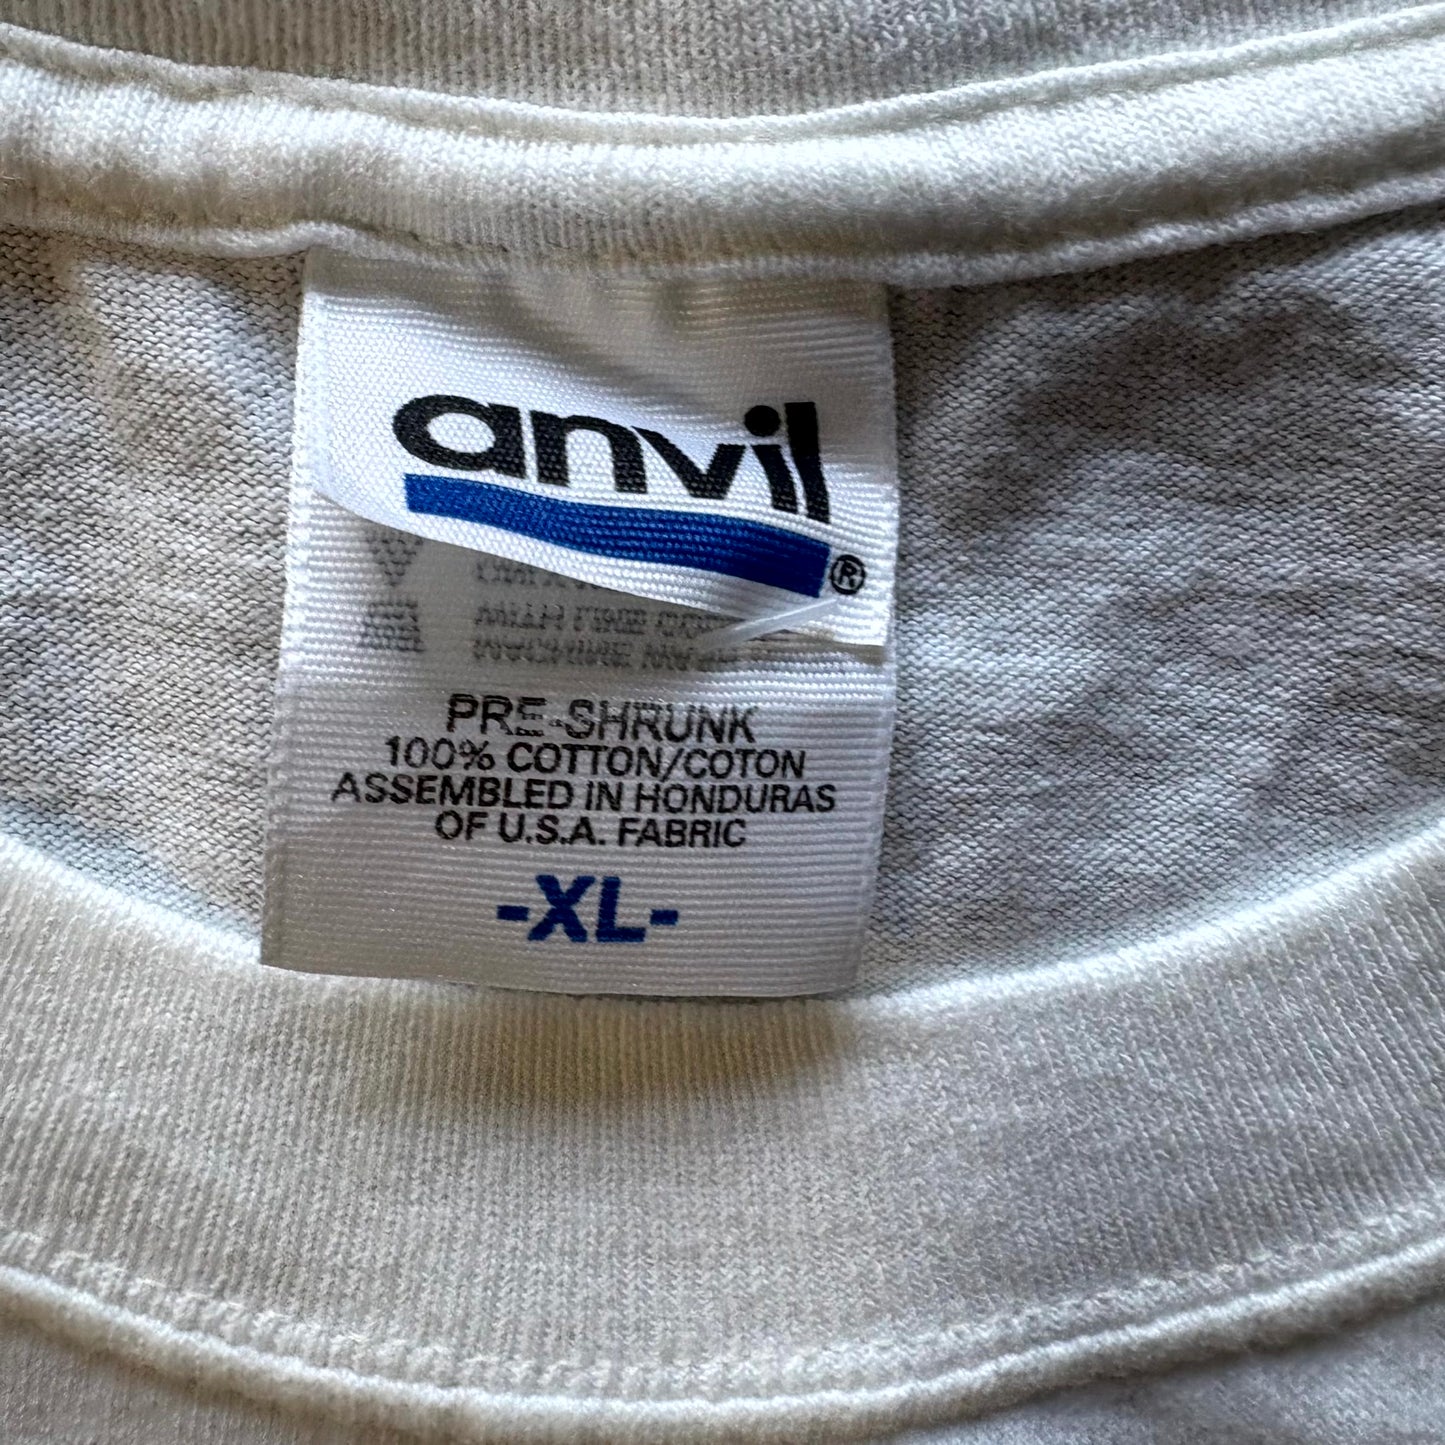 anvil®
PRE-SHRUNK
100% COTTON/COTON
ASSEMBLED IN HONDURAS
OF U.S.A. FABRIC
-XL-